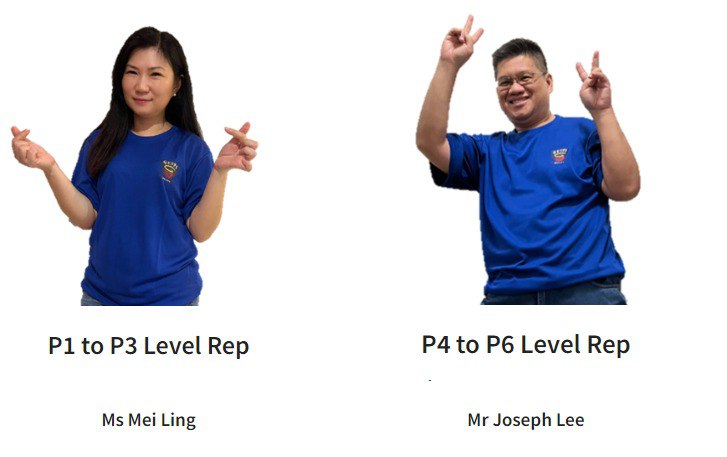 P1 to P3 Level Rep
P4 to P6 Level Rep
Ms Mei Ling
Mr Joseph Lee